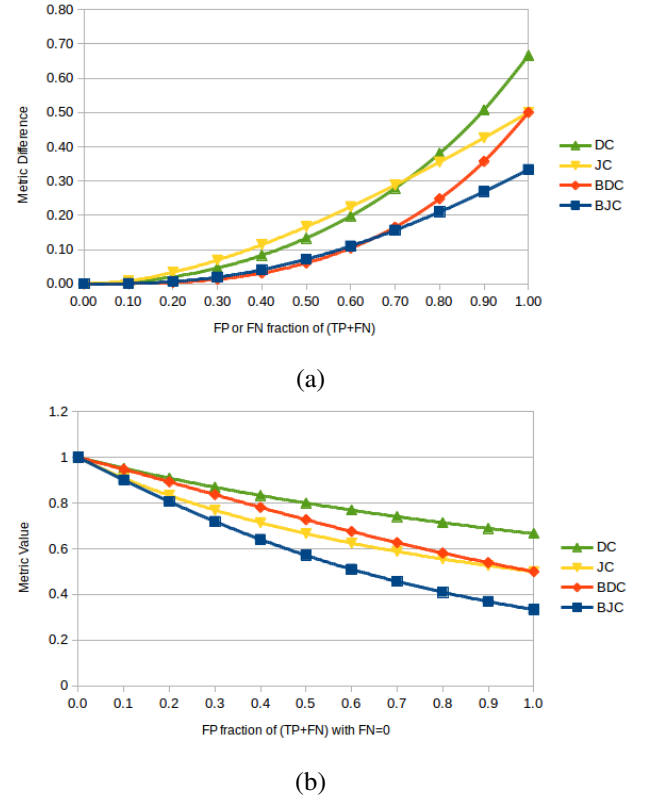 0.80
0.70
0.60
0.50
0.40
0.30
0.20
0.10
0.00
Metric Difference
0.00 0.10 0.20 0.30 0.40 0.50 0.60 0.70 0.80 0.90 1.00
FP or FN fraction of (TP+FN)
DC
JC
BDC
BJC
(a)
1.2
1
0.8
0.6
0.4
0.2
0
Metric Value
0.0 0.1 0.2 0.3 0.4 0.5 0.6 0.7 0.8 0.9 1.0
FP fraction of (TP+FN) with FN=0
DC
JC
BDC
BJC
(b)